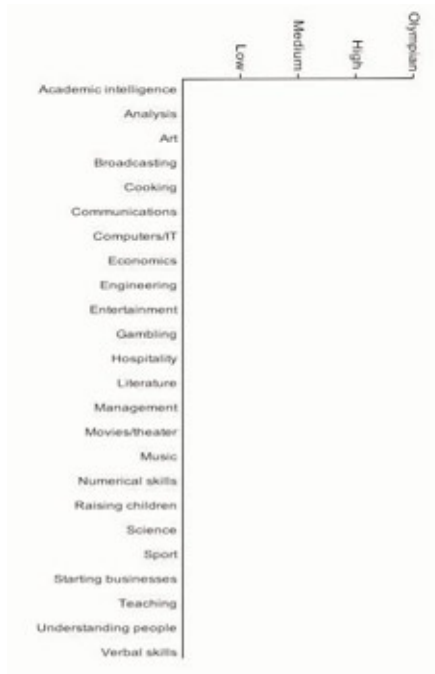 Olympian
High
Medium
Low
Academic intelligence
Analysis
Art
Broadcasting
Cooking
Communications
Computers/IT
Economics
Engineering
Entertainment
Gambling
Hospitality
Literature
Management
Movies/theater
Music
Numerical skills
Raising children
Science
Sport
Starting businesses
Teaching
Understanding people
Verbal skills